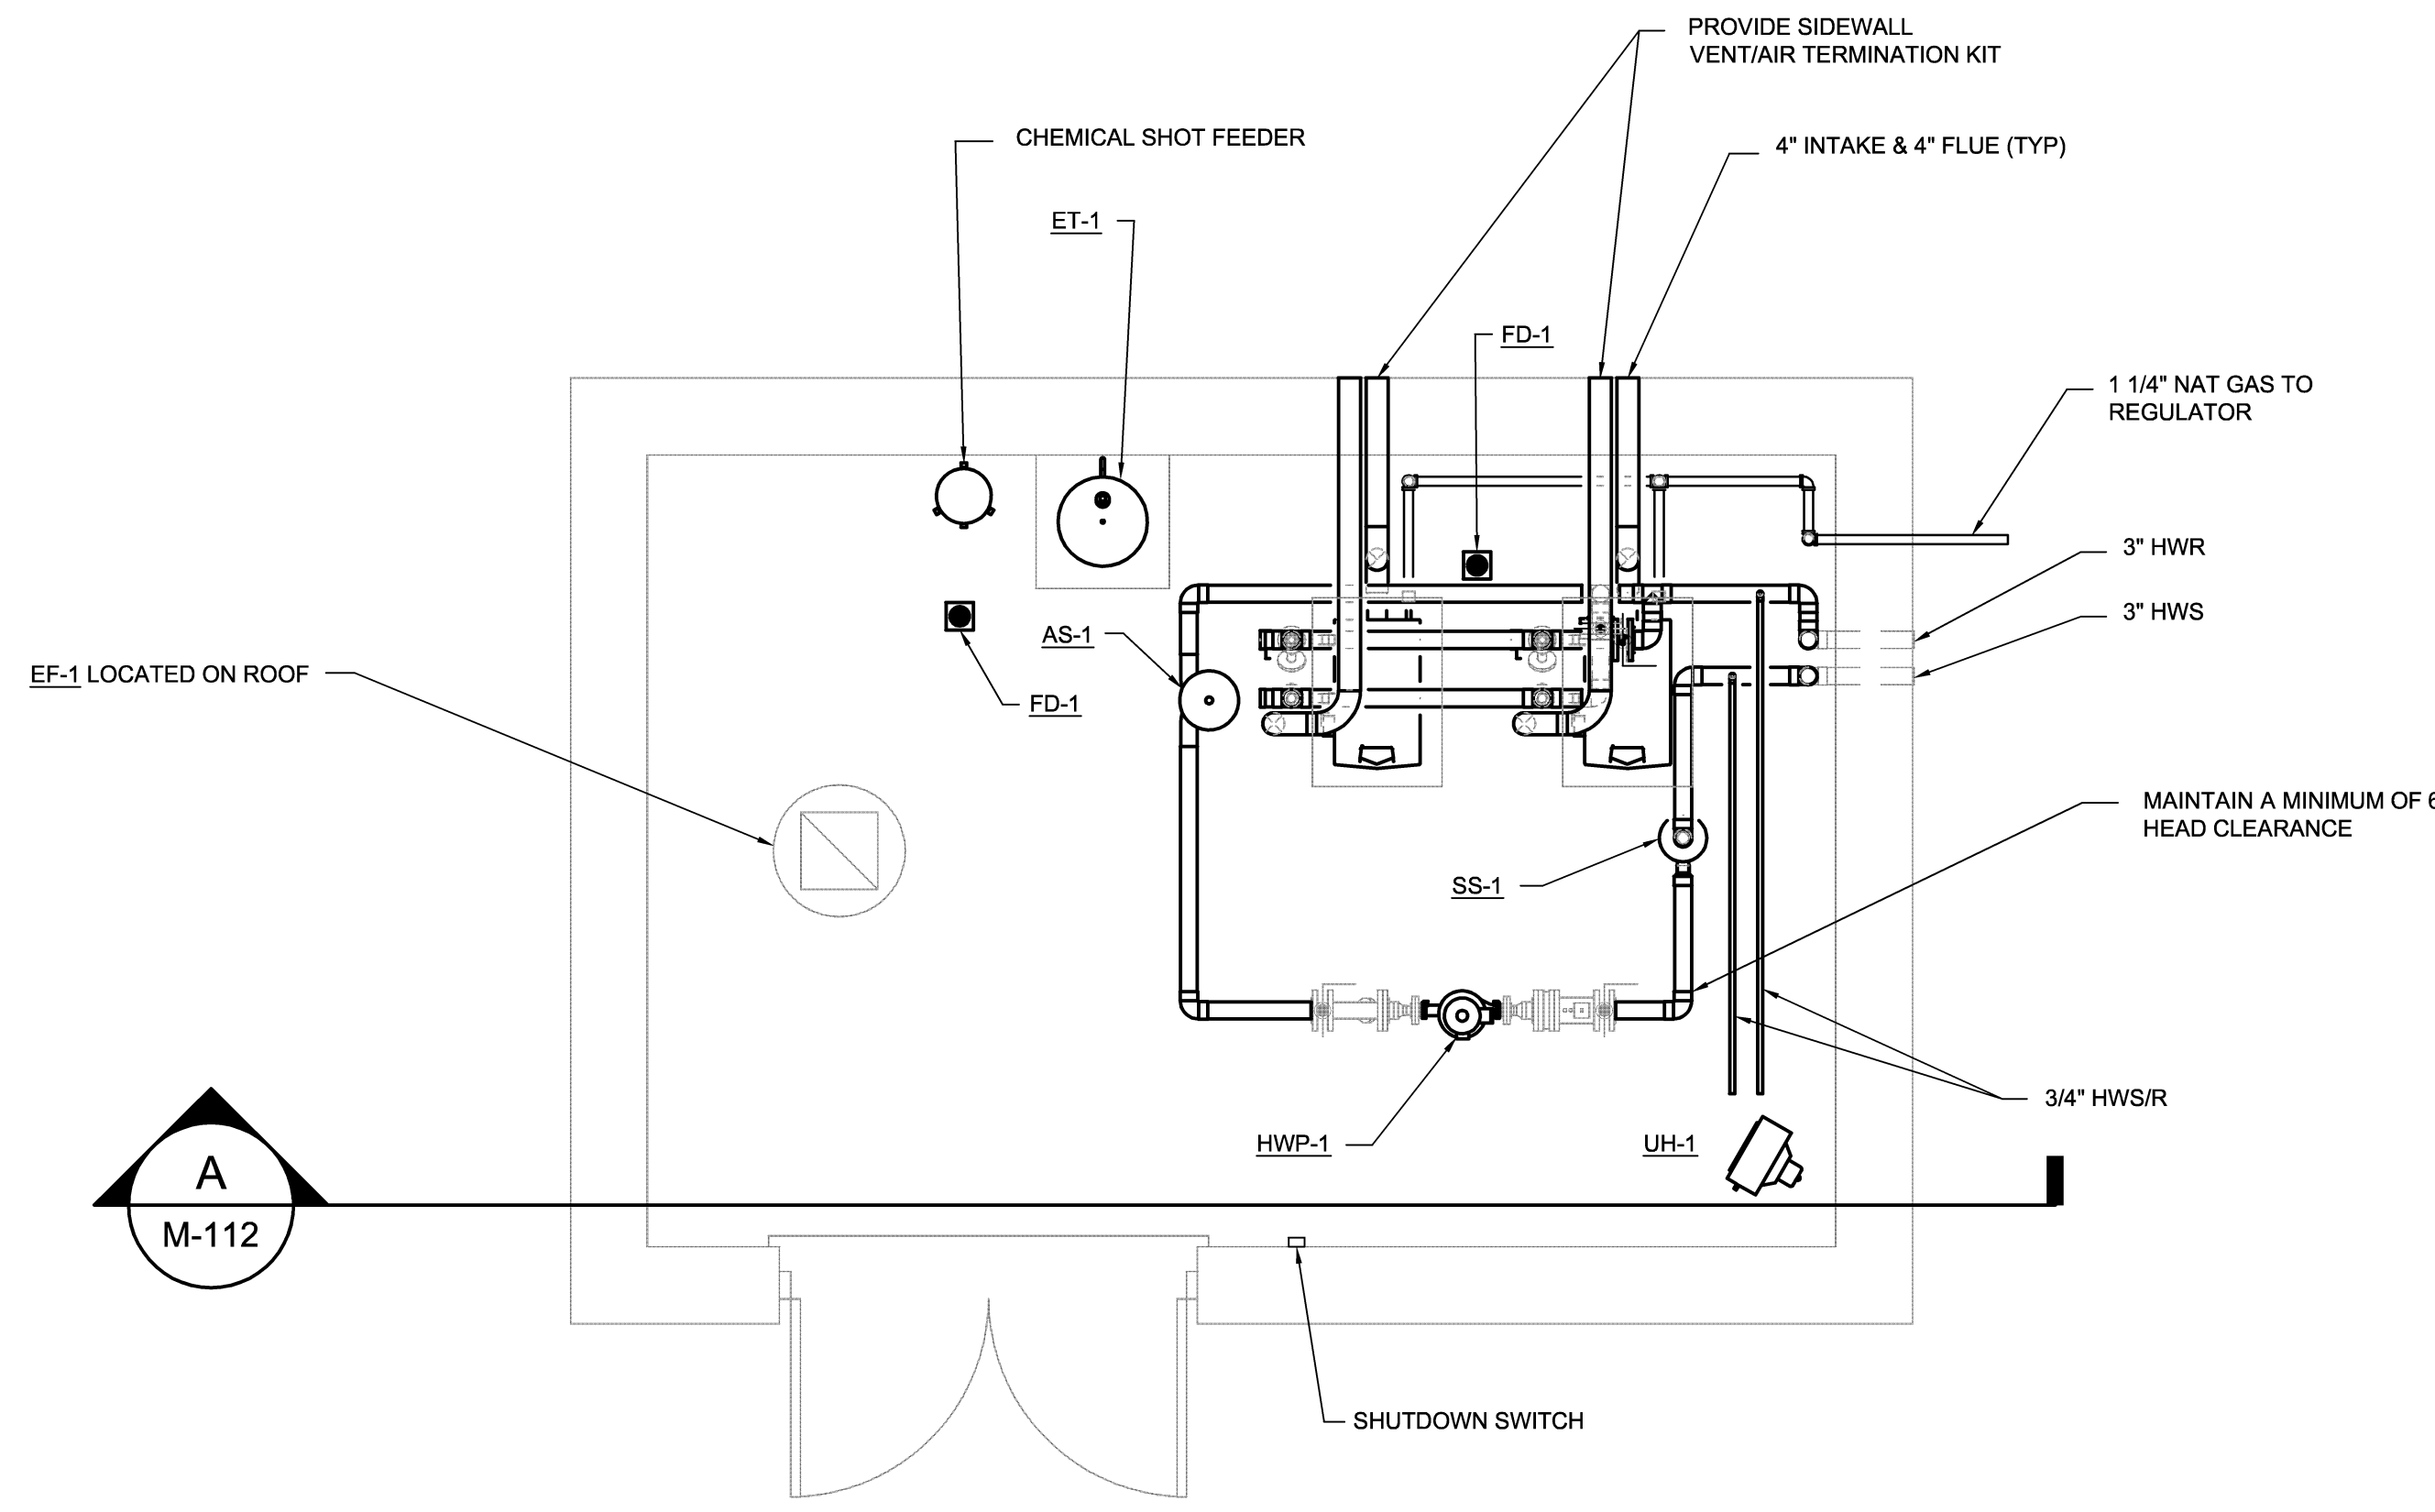 PROVIDE SIDEWALL
VENT/AIR TERMINATION KIT
CHEMICAL SHOT FEEDER
4" INTAKE & 4" FLUE (TYP)
ET-1
FD-1
1 1/4" NAT GAS TO
REGULATOR
3" HWR
3" HWS
AS-1
EF-1 LOCATED ON ROOF
FD-1
MAINTAIN A MINIMUM OF
HEAD CLEARANCE
SS-1
3/4" HWS/R
HWP-1
UH-1
A
M-112
SHUTDOWN SWITCH